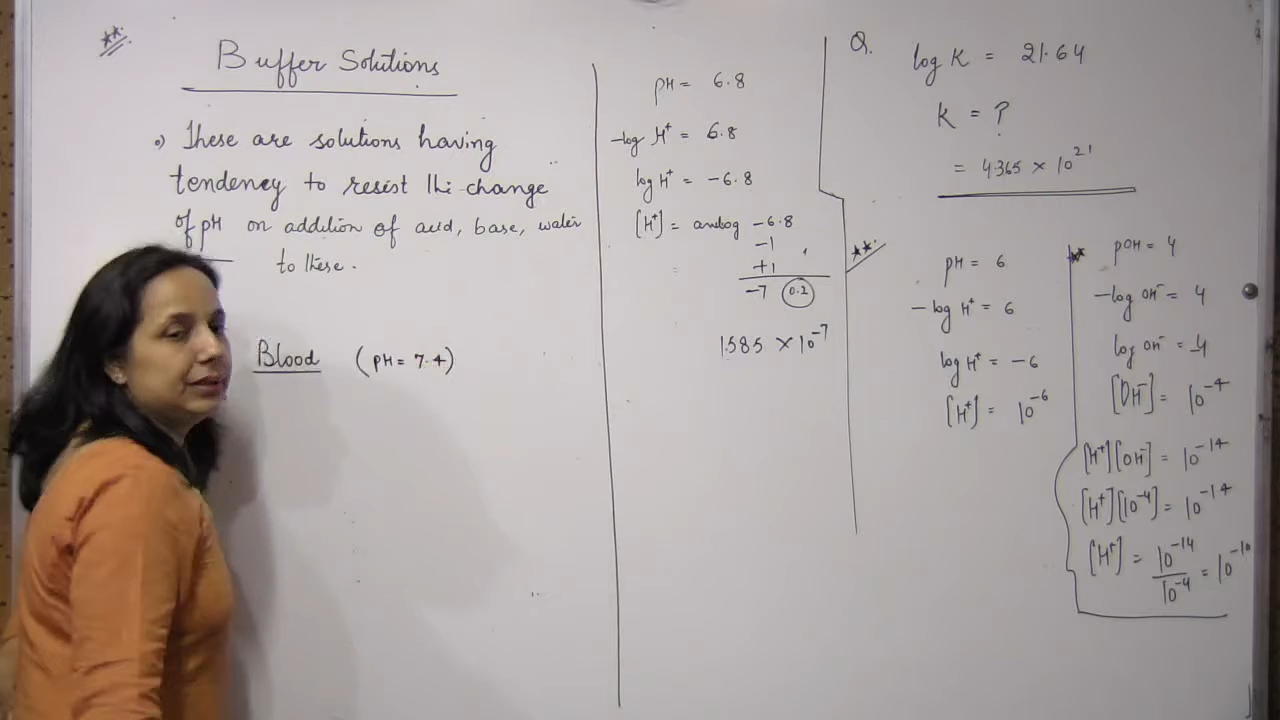 Buffer Solutions
These are solutions having
tendency to resist the change
of pH on addition of acid, base, water
to these.
Blood (pH = 7.4)
pH = 6.8
-log H⁺ = 6.8
log H⁺ = -6.8
[H⁺] = antilog -6.8
-1
+1
-7 0.2
1.585 × 10⁻⁷
Q. log K = 21.64
K = ?
= 4.365 × 10²¹
pH = 6
-log H⁺ = 6
log H⁺ = -6
[H⁺] = 10⁻⁶
pOH = 4
-log OH⁻ = 4
log OH⁻ = -4
[OH⁻] = 10⁻⁴
[H⁺][OH⁻] = 10⁻¹⁴
[H⁺][10⁻⁴] = 10⁻¹⁴
[H⁺] = 10⁻¹⁴/10⁻⁴ = 10⁻¹⁰